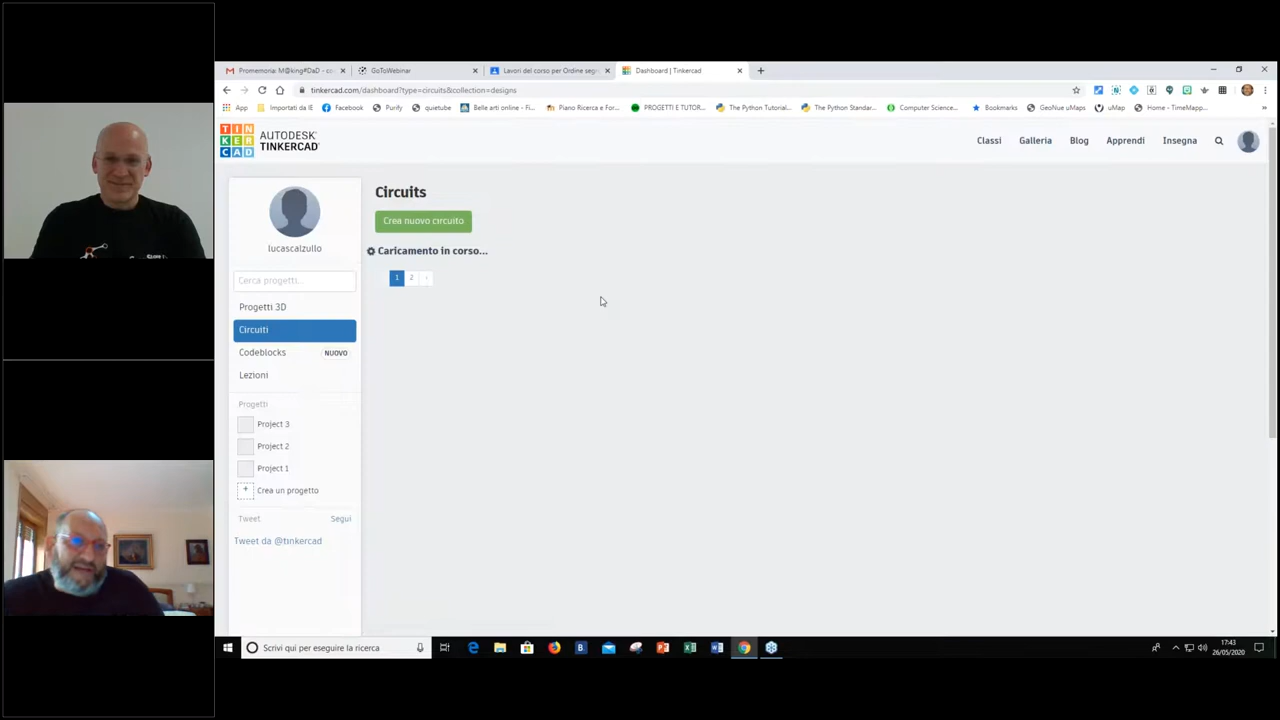 Promemoria: M@king#DaD - co
GoToWebinar
Lavori del corso per Ordine seg
Dashboard | Tinkercad
tinkercad.com/dashboard?type=circuits&collection=designs
App
Importati da IE
Facebook
Purify
quietube
Belle arti online - Fi...
Piano Ricerca e For...
PROGETTI E TUTOR...
The Python Tutorial...
The Python Standar...
Computer Science...
Bookmarks
GeoNue uMaps
uMap
Home - TimeMapp...
TINKERCAD
AUTODESK
TINKERCAD
Classi
Galleria
Blog
Apprendi
Insegna
lucascalzullo
Cerca progetti...
Progetti 3D
Circuiti
Codeblocks NUOVO
Lezioni
Progetti
Project 3
Project 2
Project 1
+ Crea un progetto
Tweet Segui
Tweet da @tinkercad
Circuits
Crea nuovo circuito
Caricamento in corso...
1 2 ›
Scrivi qui per eseguire la ricerca
17:43
26/05/2020